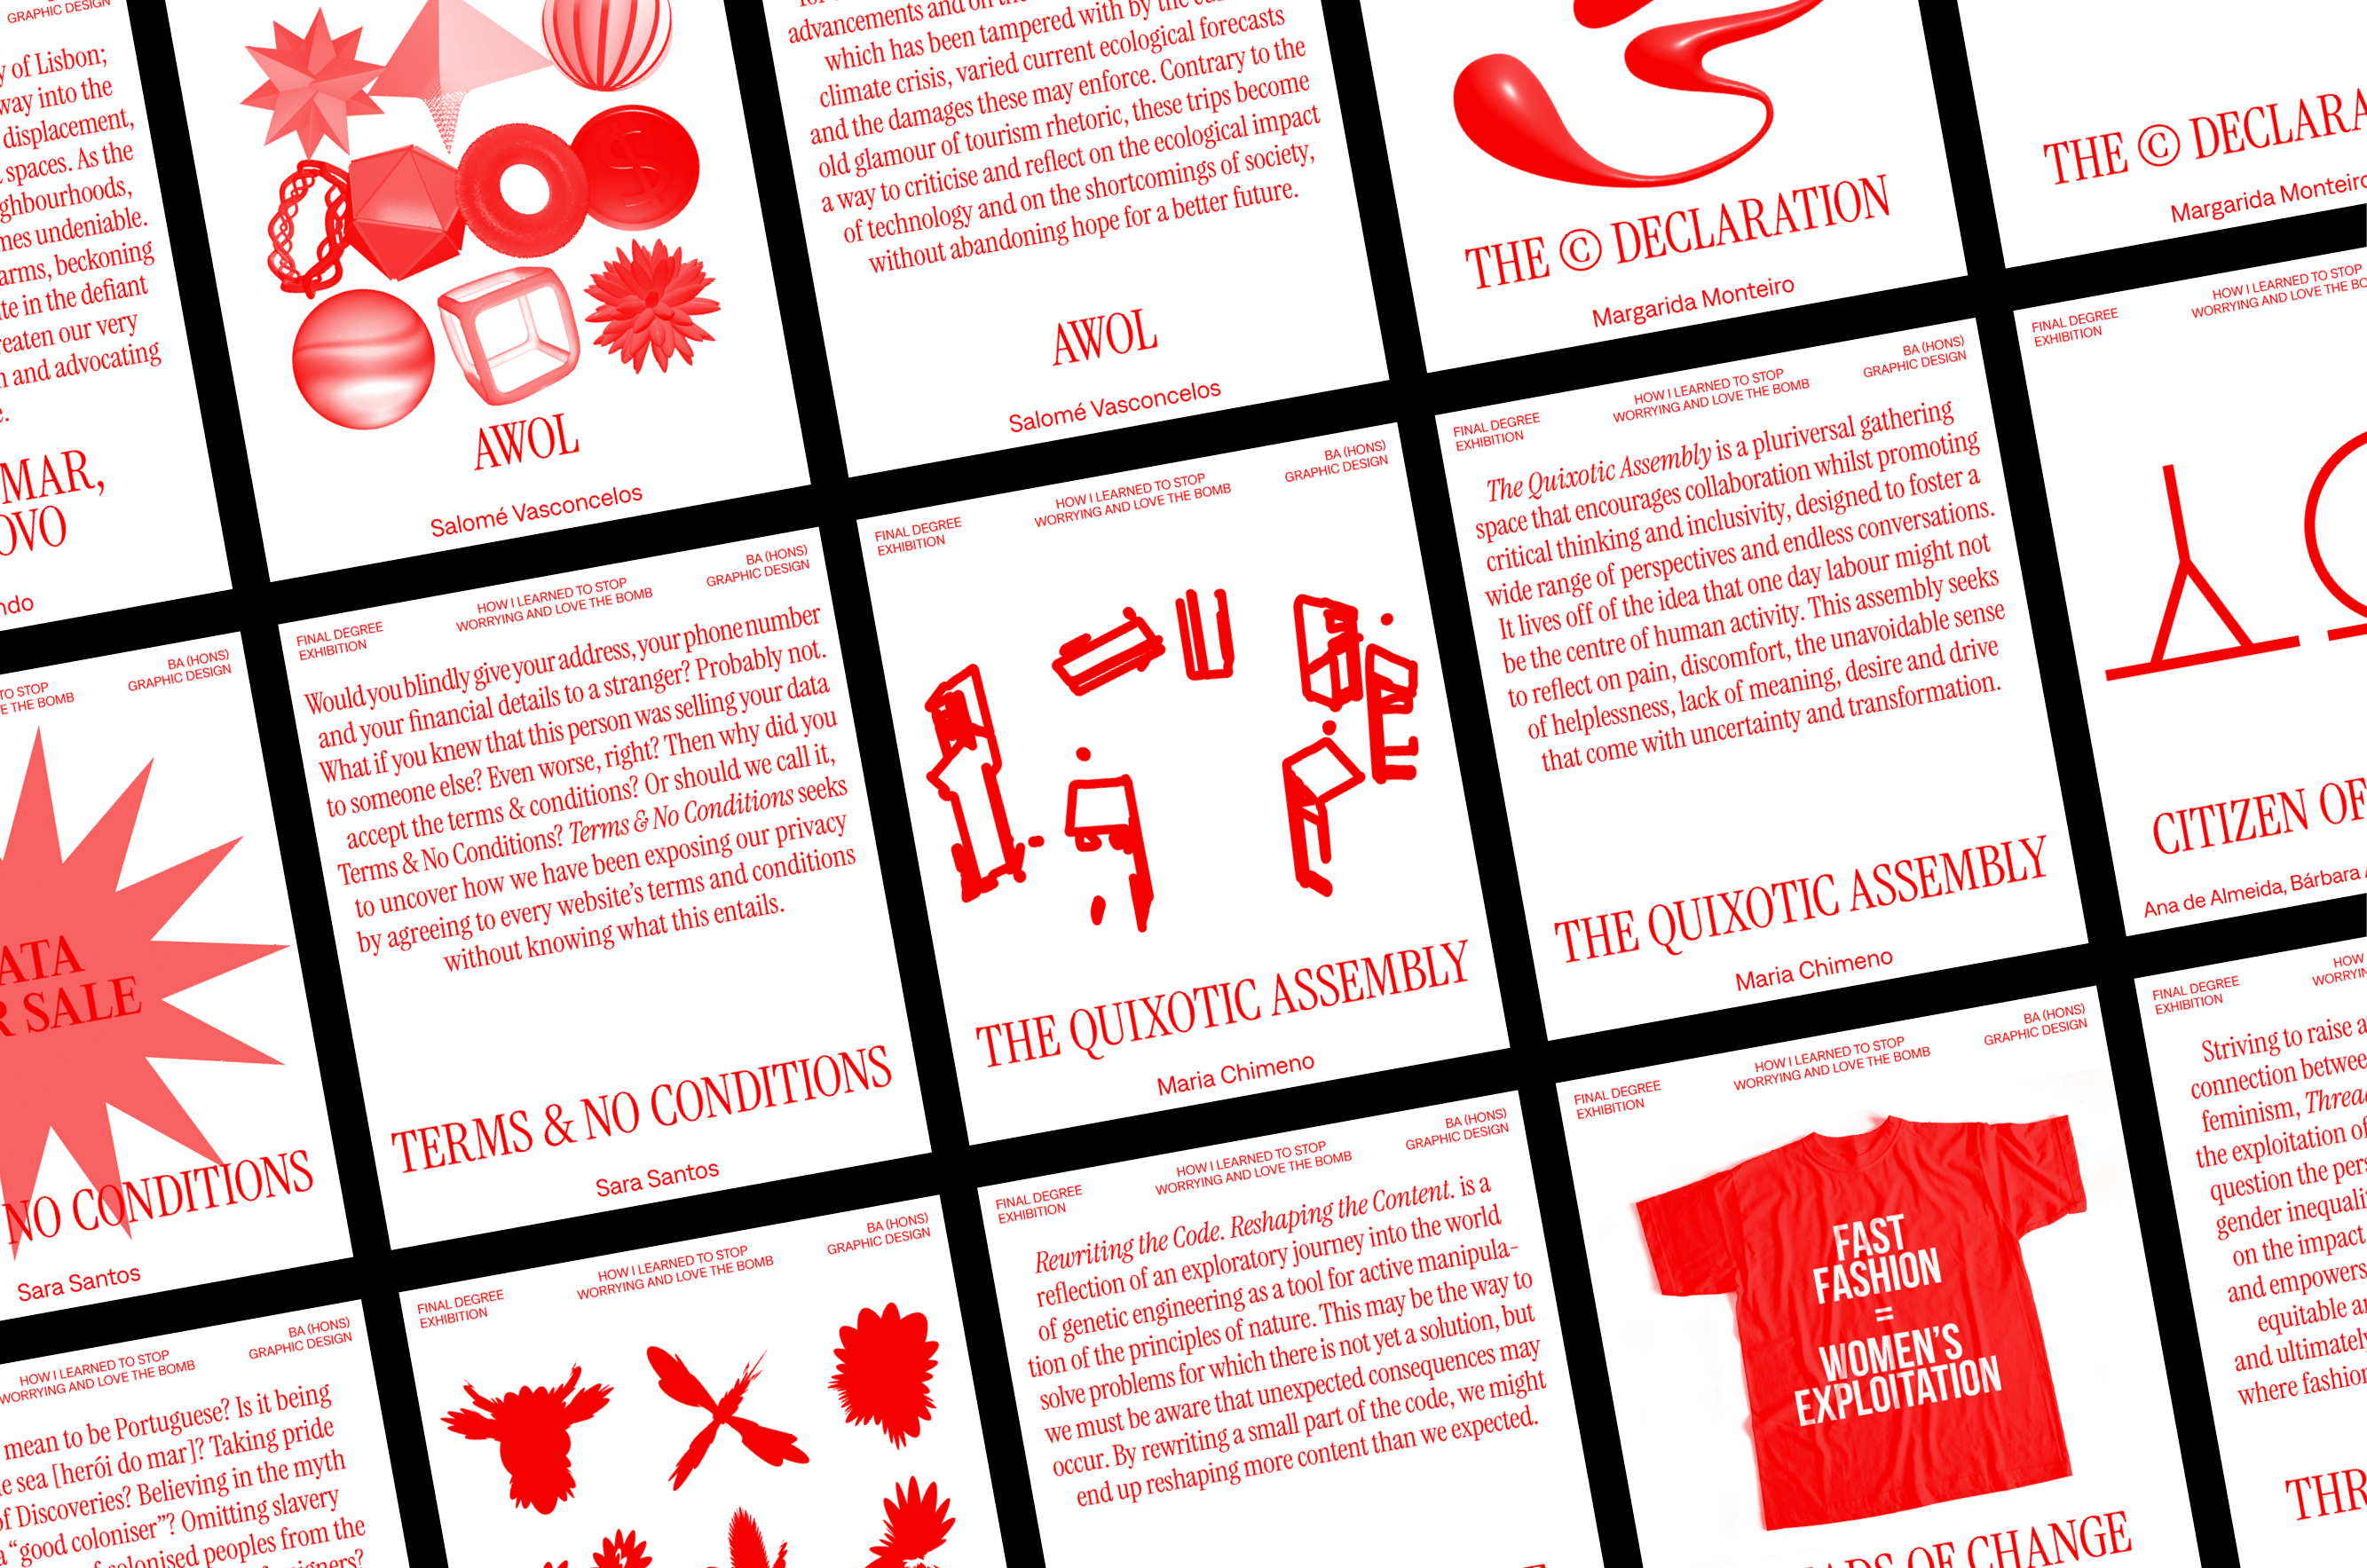 GRAPHIC DESIGN
of Lisbon;
way into the
displacement,
spaces. As the
undeniable.
arms, beckoning
in the defiant
our very
and advocating
MAR,
AWOL
Salomé Vasconcelos
advancements and on
which has been tampered with by the
climate crisis, varied current ecological forecasts
and the damages these may enforce. Contrary to the
old glamour of tourism rhetoric, these trips become
a way to criticise and reflect on the ecological impact
of technology and on the shortcomings of society,
without abandoning hope for a better future.
AWOL
Salomé Vasconcelos
THE © DECLARATION
Margarida Monteiro
THE ©
Margarida Monteiro
TO STOP
THE BOMB
BA (HONS)
GRAPHIC DESIGN
SALE
NO CONDITIONS
Sara Santos
FINAL DEGREE
EXHIBITION
HOW I LEARNED TO STOP
WORRYING AND LOVE THE BOMB
BA (HONS)
GRAPHIC DESIGN
Would you blindly give your address, your phone number
and your financial details to a stranger? Probably not.
What if you knew that this person was selling your data
to someone else? Even worse, right? Then why did you
accept the terms & conditions? Or should we call it,
Terms & No Conditions? Terms & No Conditions seeks
to uncover how we have been exposing our privacy
by agreeing to every website’s terms and conditions
without knowing what this entails.
TERMS & NO CONDITIONS
Sara Santos
FINAL DEGREE
EXHIBITION
HOW I LEARNED TO STOP
WORRYING AND LOVE THE BOMB
BA (HONS)
GRAPHIC DESIGN
THE QUIXOTIC ASSEMBLY
Maria Chimeno
FINAL DEGREE
EXHIBITION
HOW I LEARNED TO STOP
WORRYING AND LOVE THE BOMB
BA (HONS)
GRAPHIC DESIGN
The Quixotic Assembly is a pluriversal gathering
space that encourages collaboration whilst promoting
critical thinking and inclusivity, designed to foster a
wide range of perspectives and endless conversations.
It lives off of the idea that one day labour might not
be the centre of human activity. This assembly seeks
to reflect on pain, discomfort, the unavoidable sense
of helplessness, lack of meaning, desire and drive
that come with uncertainty and transformation.
THE QUIXOTIC ASSEMBLY
Maria Chimeno
FINAL DEGREE
EXHIBITION
HOW I LEARNED TO STOP
WORRYING AND LOVE THE
CITIZEN OF
Ana de Almeida, Bárbara
HOW I LEARNED TO STOP
WORRYING AND LOVE THE BOMB
BA (HONS)
GRAPHIC DESIGN
mean to be Portuguese? Is it being
sea [herói do mar]? Taking pride
of Discoveries? Believing in the myth
a “good coloniser”? Omitting slavery
colonised peoples from the
FINAL DEGREE
EXHIBITION
HOW I LEARNED TO STOP
WORRYING AND LOVE THE BOMB
BA (HONS)
GRAPHIC DESIGN
FINAL DEGREE
EXHIBITION
HOW I LEARNED TO STOP
WORRYING AND LOVE THE BOMB
BA (HONS)
GRAPHIC DESIGN
Rewriting the Code. Reshaping the Content. is a
reflection of an exploratory journey into the world
of genetic engineering as a tool for active manipula-
tion of the principles of nature. This may be the way to
solve problems for which there is not yet a solution, but
we must be aware that unexpected consequences may
occur. By rewriting a small part of the code, we might
end up reshaping more content than we expected.
FINAL DEGREE
EXHIBITION
HOW I LEARNED TO STOP
WORRYING AND LOVE THE BOMB
BA (HONS)
GRAPHIC DESIGN
FAST
FASHION
=
WOMEN’S
EXPLOITATION
OF CHANGE
FINAL DEGREE
EXHIBITION
HOW
Striving to raise
connection
feminism,
the exploitation of
question the
gender
on the impact
and empowers
equitable
and ultimately
where fashion